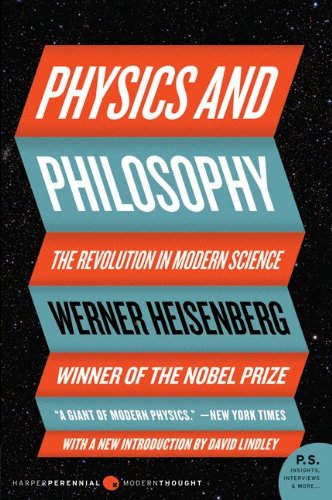 PHYSICS AND
PHILOSOPHY
THE REVOLUTION IN MODERN SCIENCE
WERNER HEISENBERG
WINNER OF THE NOBEL PRIZE
"A GIANT OF MODERN PHYSICS." —NEW YORK TIMES
WITH A NEW INTRODUCTION BY DAVID LINDLEY
P.S.
INSIGHTS,
INTERVIEWS
& MORE...
HARPERPERENNIAL MODERNTHOUGHT